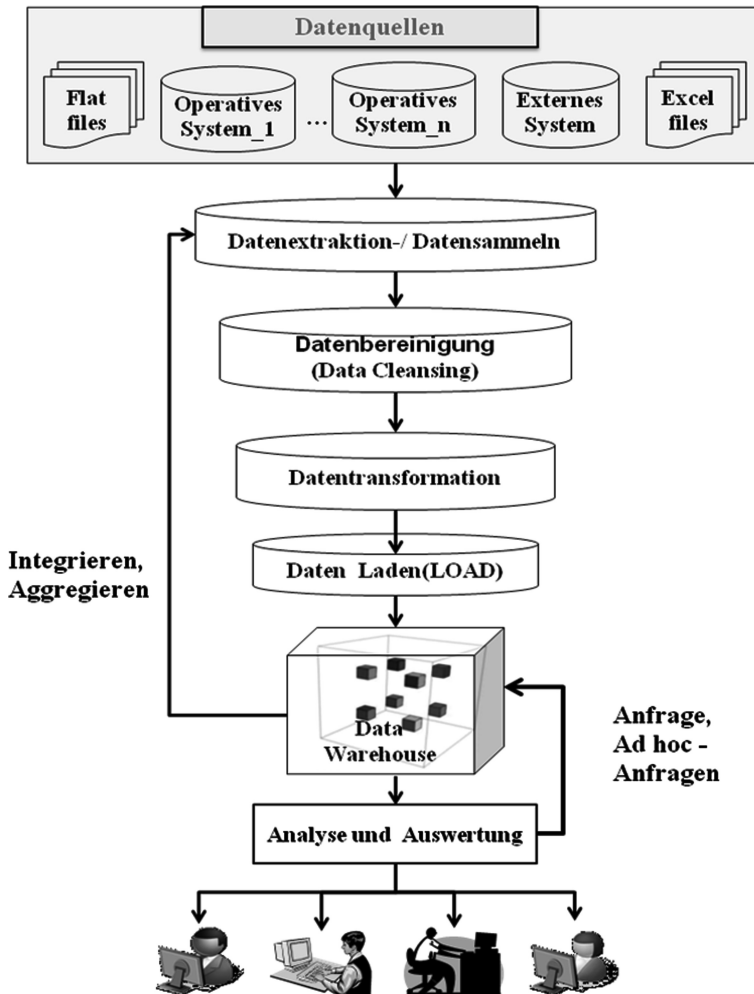 Datenquellen
Flat
files
Operatives
System_1
...
Operatives
System_n
Externes
System
Excel
files
Datenextraktion-/ Datensammeln
Datenbereinigung
(Data Cleansing)
Datentransformation
Daten Laden(LOAD)
Integrieren,
Aggregieren
Data
Warehouse
Anfrage,
Ad hoc -
Anfragen
Analyse und Auswertung